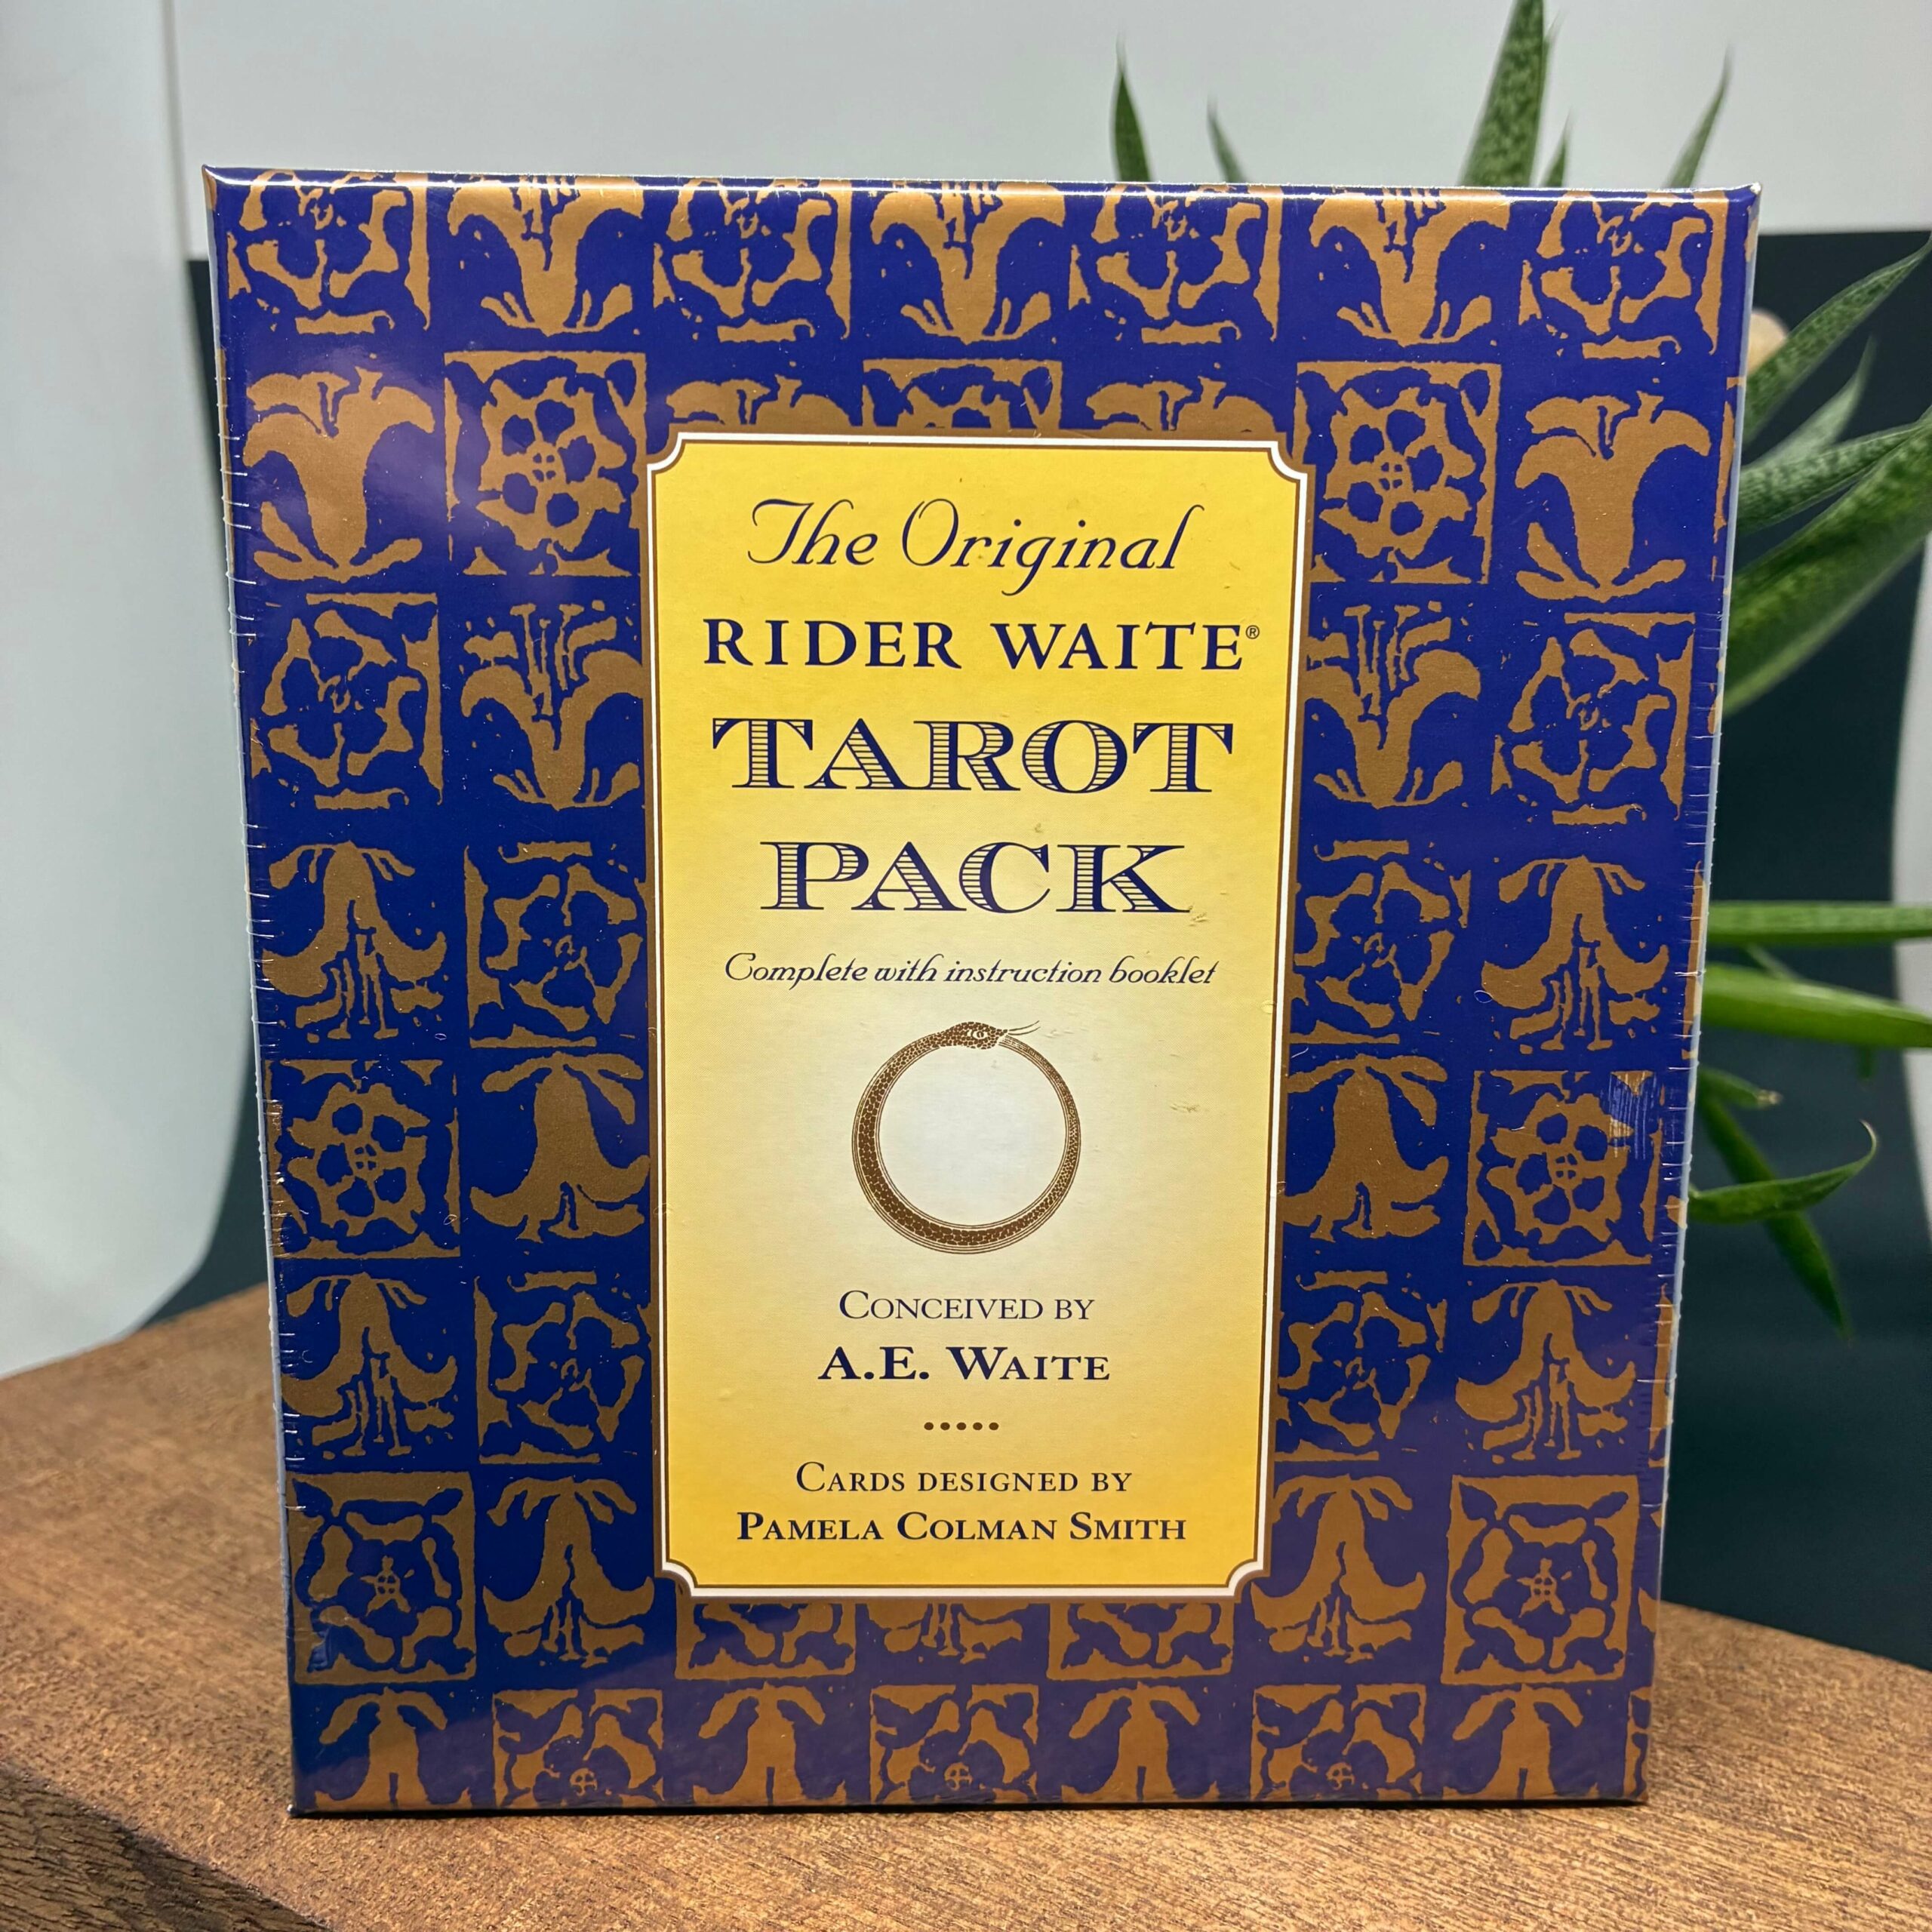 The Original
RIDER WAITE®
TAROT
PACK
Complete with instruction booklet
CONCEIVED BY
A.E. WAITE
CARDS DESIGNED BY
PAMELA COLMAN SMITH